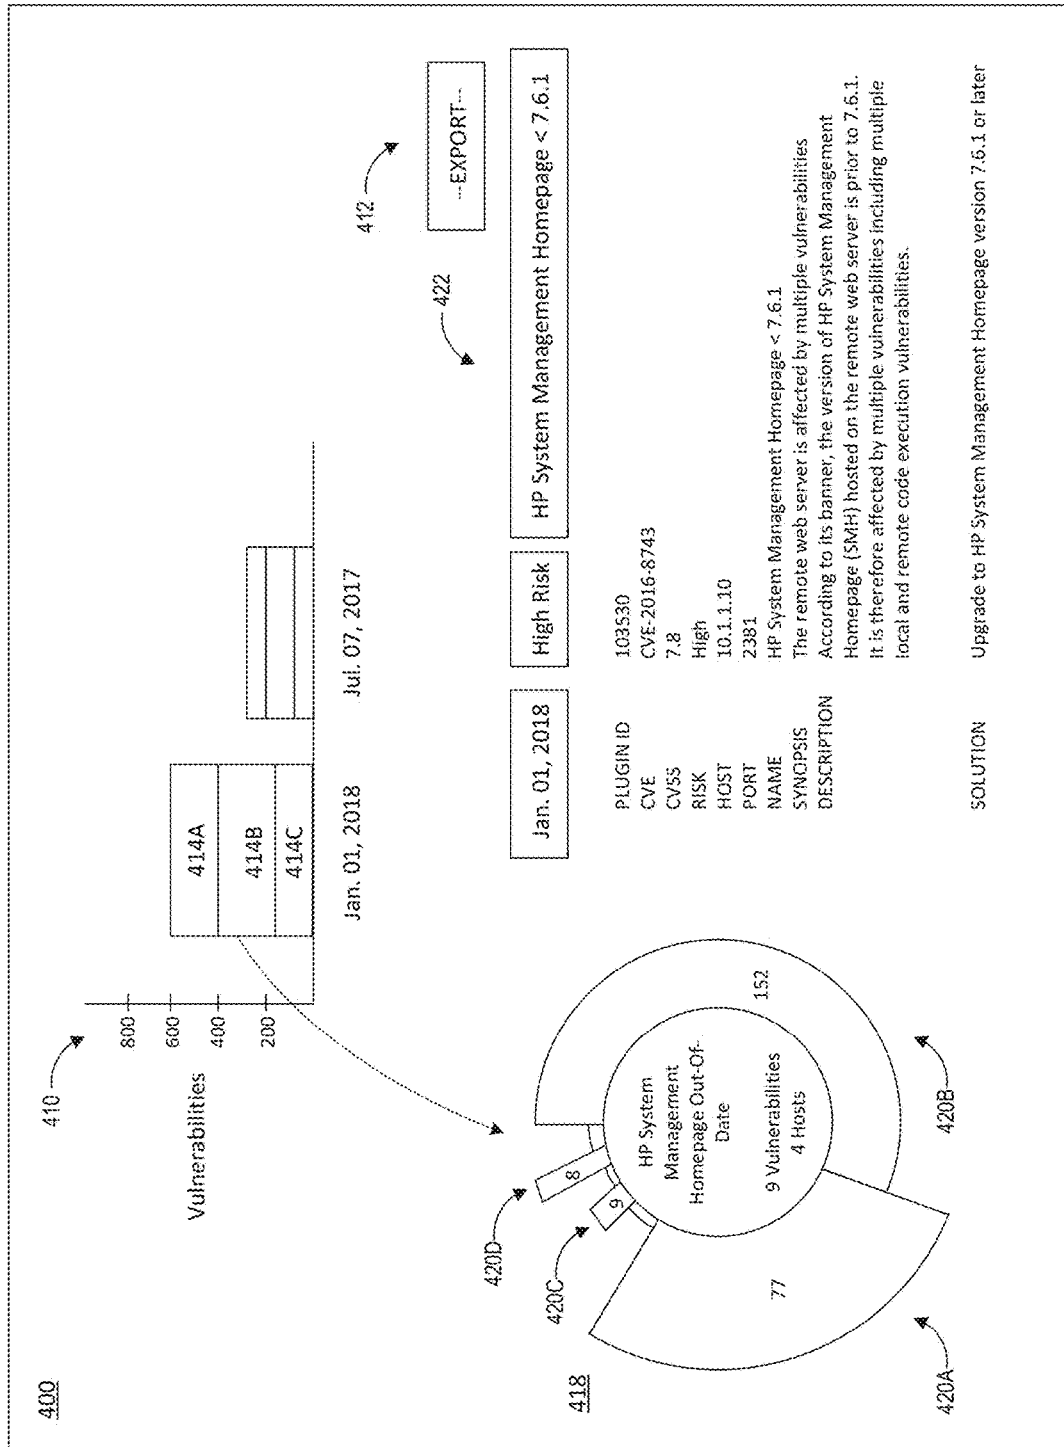 400
410
Vulnerabilities
800
600
400
200
414A
414B
414C
Jan. 01, 2018
Jul. 07, 2017
412
---EXPORT---
422
418
420D
420C
420A
420B
8
9
77
152
HP System
Management
Homepage Out-Of-
Date
9 Vulnerabilities
4 Hosts
Jan. 01, 2018
High Risk
HP System Management Homepage < 7.6.1
PLUGIN ID 103530
CVE CVE-2016-8743
CVSS 7.8
RISK High
HOST 10.1.1.10
PORT 2381
NAME HP System Management Homepage < 7.6.1
SYNOPSIS The remote web server is affected by multiple vulnerabilities
DESCRIPTION According to its banner, the version of HP System Management
Homepage (SMH) hosted on the remote web server is prior to 7.6.1.
It is therefore affected by multiple vulnerabilities including multiple
local and remote code execution vulnerabilities.
SOLUTION Upgrade to HP System Management Homepage version 7.6.1 or later